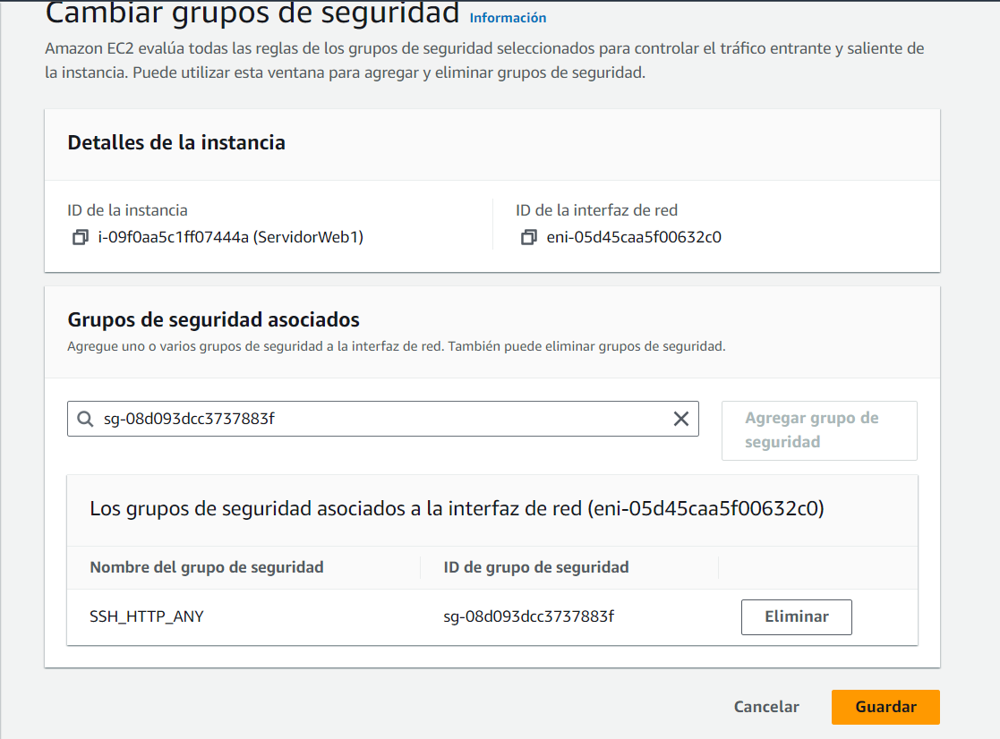 Cambiar grupos de seguridad Información
Amazon EC2 evalúa todas las reglas de los grupos de seguridad seleccionados para controlar el tráfico entrante y saliente de
la instancia. Puede utilizar esta ventana para agregar y eliminar grupos de seguridad.
Detalles de la instancia
ID de la instancia
i-09f0aa5c1ff07444a (ServidorWeb1)
ID de la interfaz de red
eni-05d45caa5f00632c0
Grupos de seguridad asociados
Agregue uno o varios grupos de seguridad a la interfaz de red. También puede eliminar grupos de seguridad.
sg-08d093dcc3737883f
Agregar grupo de
seguridad
Los grupos de seguridad asociados a la interfaz de red (eni-05d45caa5f00632c0)
Nombre del grupo de seguridad ID de grupo de seguridad
SSH_HTTP_ANY sg-08d093dcc3737883f Eliminar
Cancelar Guardar